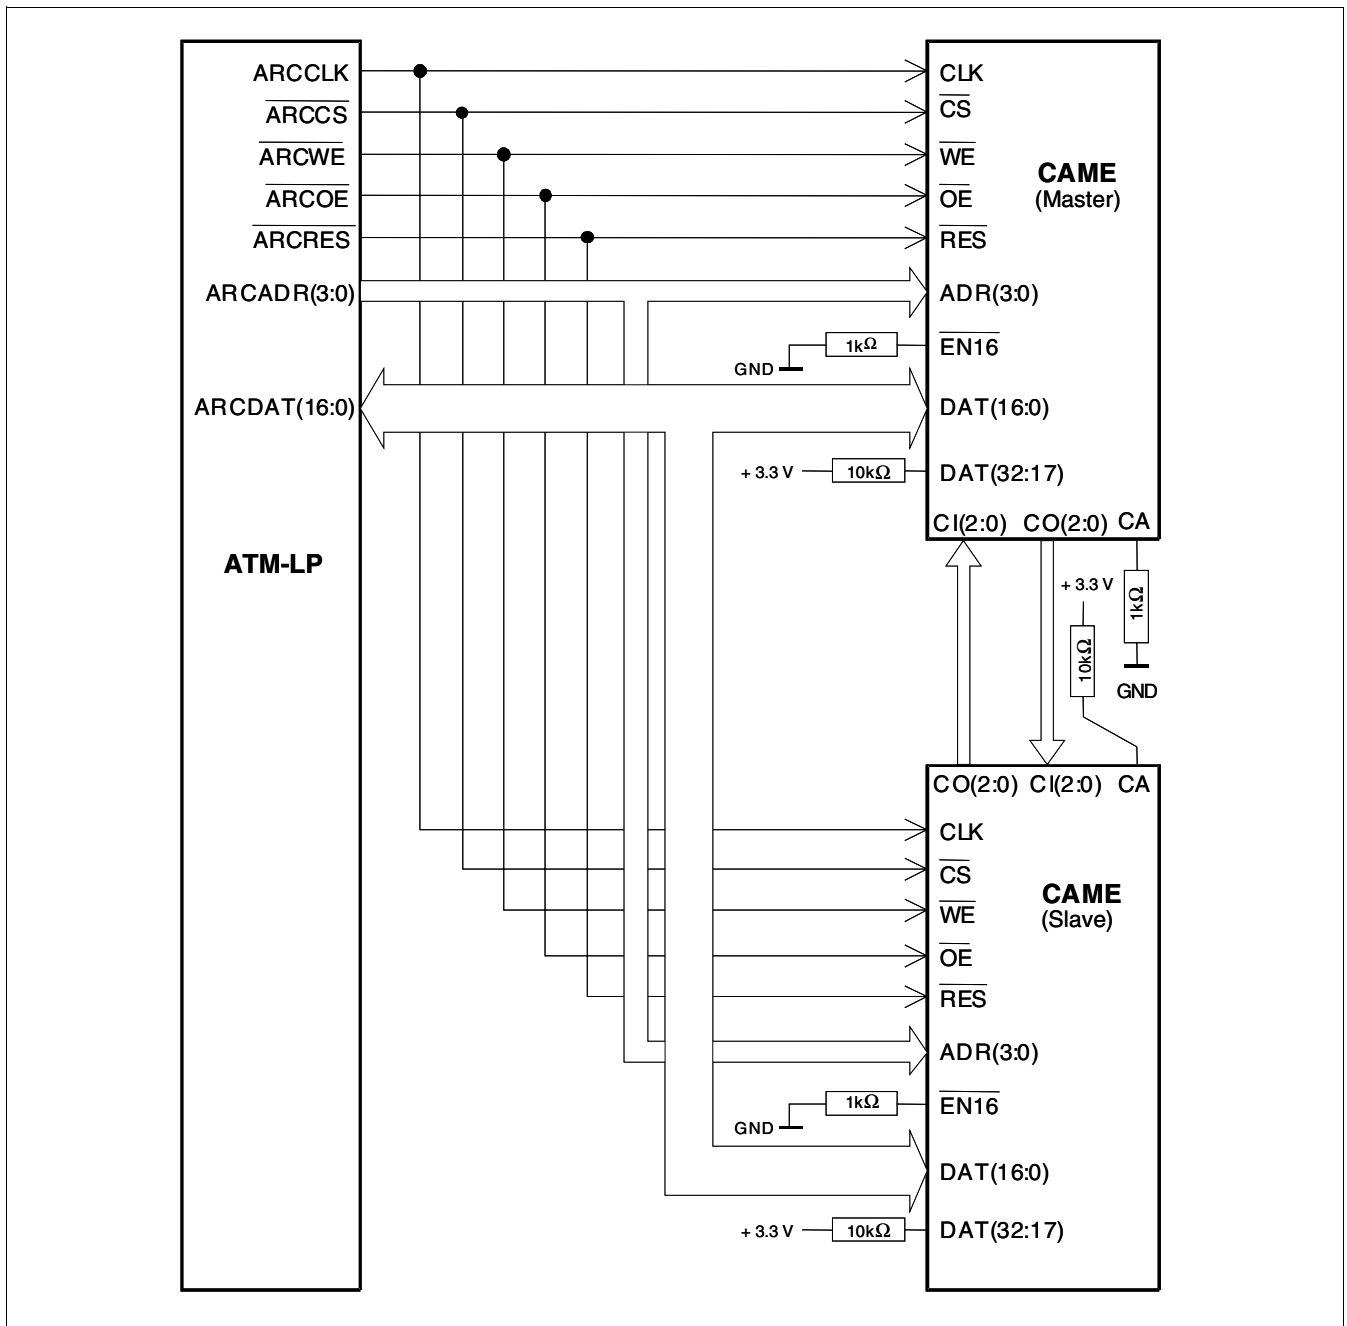 ARCCLK
ARCCS
ARCWE
ARCOE
ARCRES
ARCADR(3:0)
ARCDAT(16:0)
ATM-LP
CLK
CS
WE
OE
RES
CAME
(Master)
ADR(3:0)
EN16
1kΩ
GND
DAT(16:0)
+ 3.3 V
10kΩ
DAT(32:17)
CI(2:0) CO(2:0) CA
+ 3.3 V
10kΩ
1kΩ
GND
CO(2:0) CI(2:0) CA
CLK
CS
WE
OE
RES
CAME
(Slave)
ADR(3:0)
EN16
1kΩ
GND
DAT(16:0)
+ 3.3 V
10kΩ
DAT(32:17)